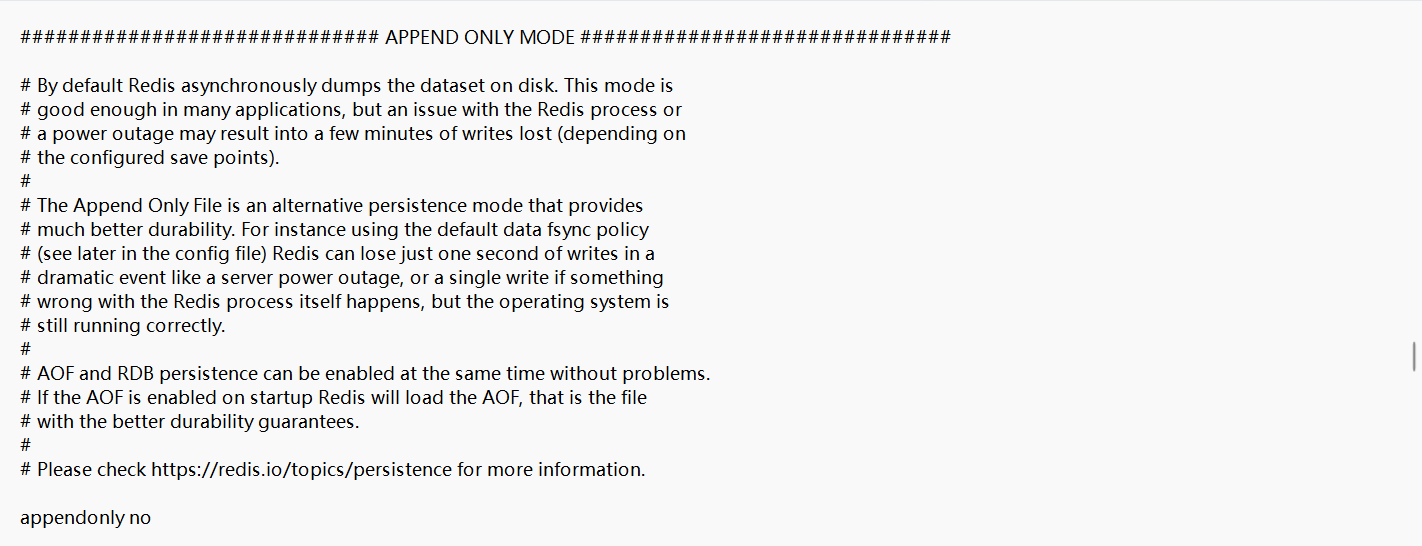 ############################## APPEND ONLY MODE ###############################
# By default Redis asynchronously dumps the dataset on disk. This mode is
# good enough in many applications, but an issue with the Redis process or
# a power outage may result into a few minutes of writes lost (depending on
# the configured save points).
#
# The Append Only File is an alternative persistence mode that provides
# much better durability. For instance using the default data fsync policy
# (see later in the config file) Redis can lose just one second of writes in a
# dramatic event like a server power outage, or a single write if something
# wrong with the Redis process itself happens, but the operating system is
# still running correctly.
#
# AOF and RDB persistence can be enabled at the same time without problems.
# If the AOF is enabled on startup Redis will load the AOF, that is the file
# with the better durability guarantees.
#
# Please check https://redis.io/topics/persistence for more information.
appendonly no